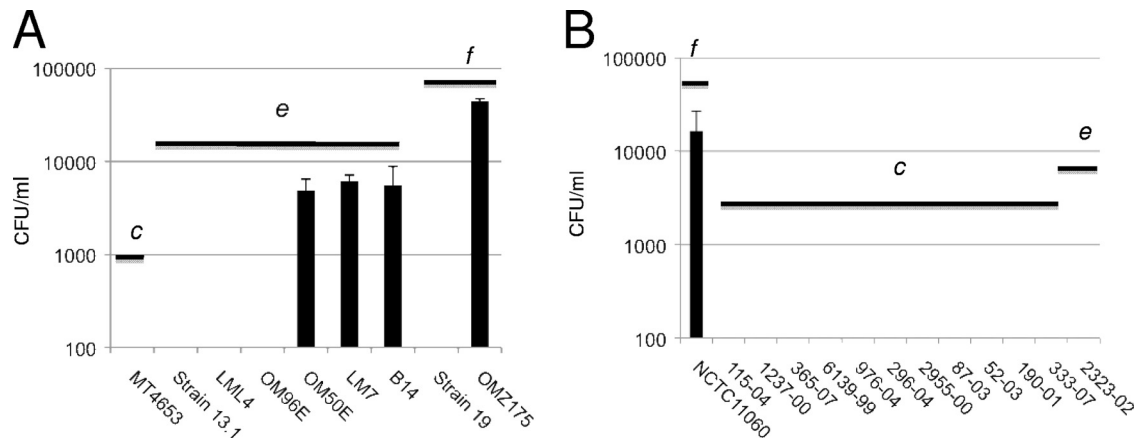 A
B
f
f
100000
100000
e
e
10000
10000
c
CFU/ml
CFU/ml
c
1000
1000
100
100
MT4653
Strain 13.1
LML4
OM96E
OM50E
LM7
B14
Strain 19
OMZ175
NCTC11060
115-04
1237-00
365-07
6139-99
976-04
296-04
2955-00
87-03
52-03
190-01
333-07
2323-02